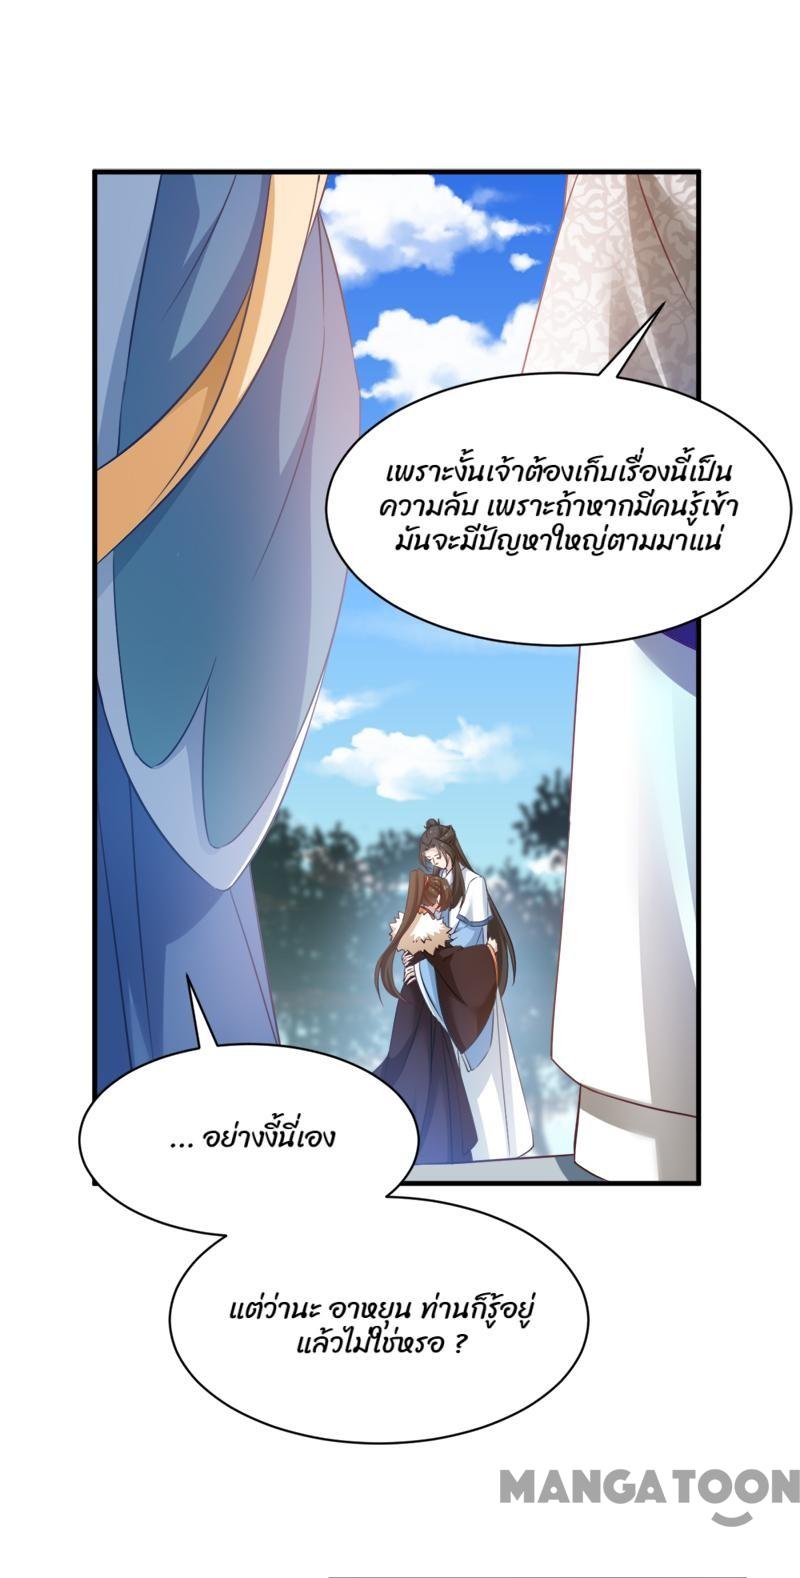 เพราะงั้นเจ้าต้องเก็บเรื่องนี้เป็น
ความลับ เพราะถ้าหากมีคนรู้เข้า
มันจะมีปัญหาใหญ่ตามมาแน่
... อย่างงี้นี่เอง
แต่ว่านะ อาหยุน ท่านก็รู้อยู่
แล้วไม่ใช่หรอ ?
MANGATOON